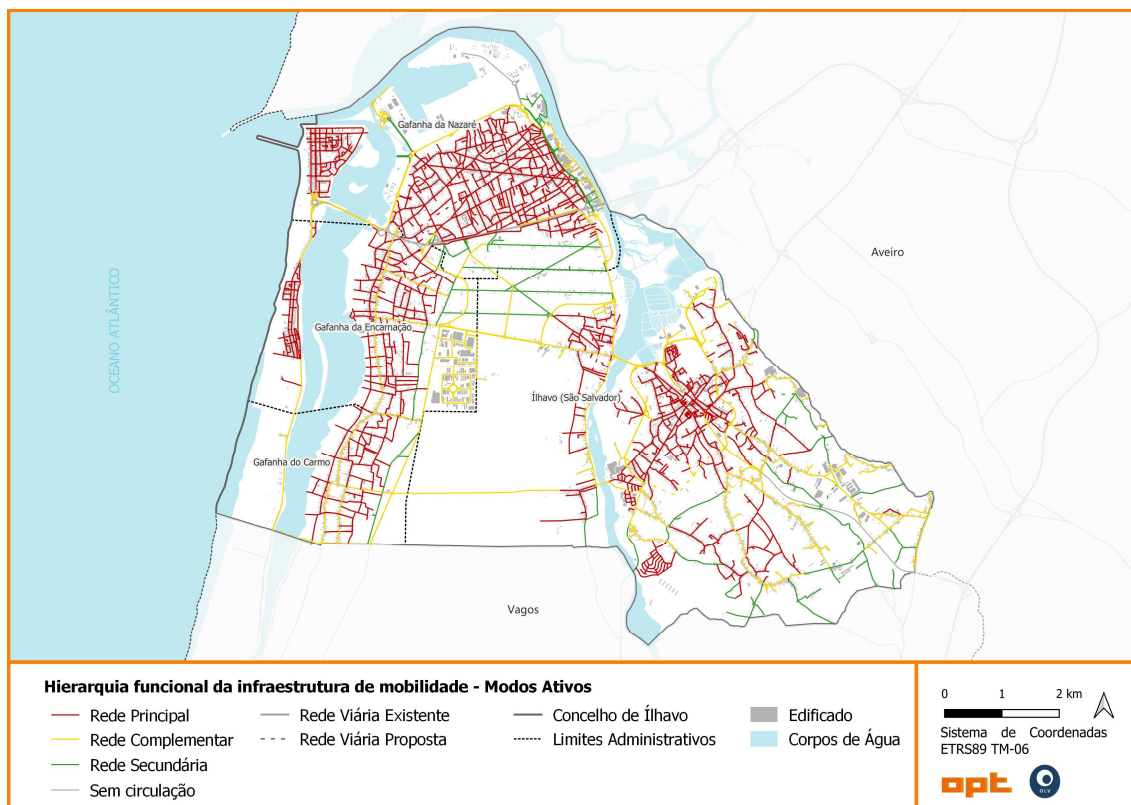 Gafanha da Nazaré
Aveiro
OCEANO ATLÂNTICO
Gafanha da Encarnação
Ílhavo (São Salvador)
Gafanha do Carmo
Vagos
Hierarquia funcional da infraestrutura de mobilidade - Modos Ativos
Rede Principal
Rede Complementar
Rede Secundária
Sem circulação
Rede Viária Existente
Rede Viária Proposta
Concelho de Ílhavo
Limites Administrativos
Edificado
Corpos de Água
0 1 2 km
Sistema de Coordenadas
ETRS89 TM-06
opt
OLV